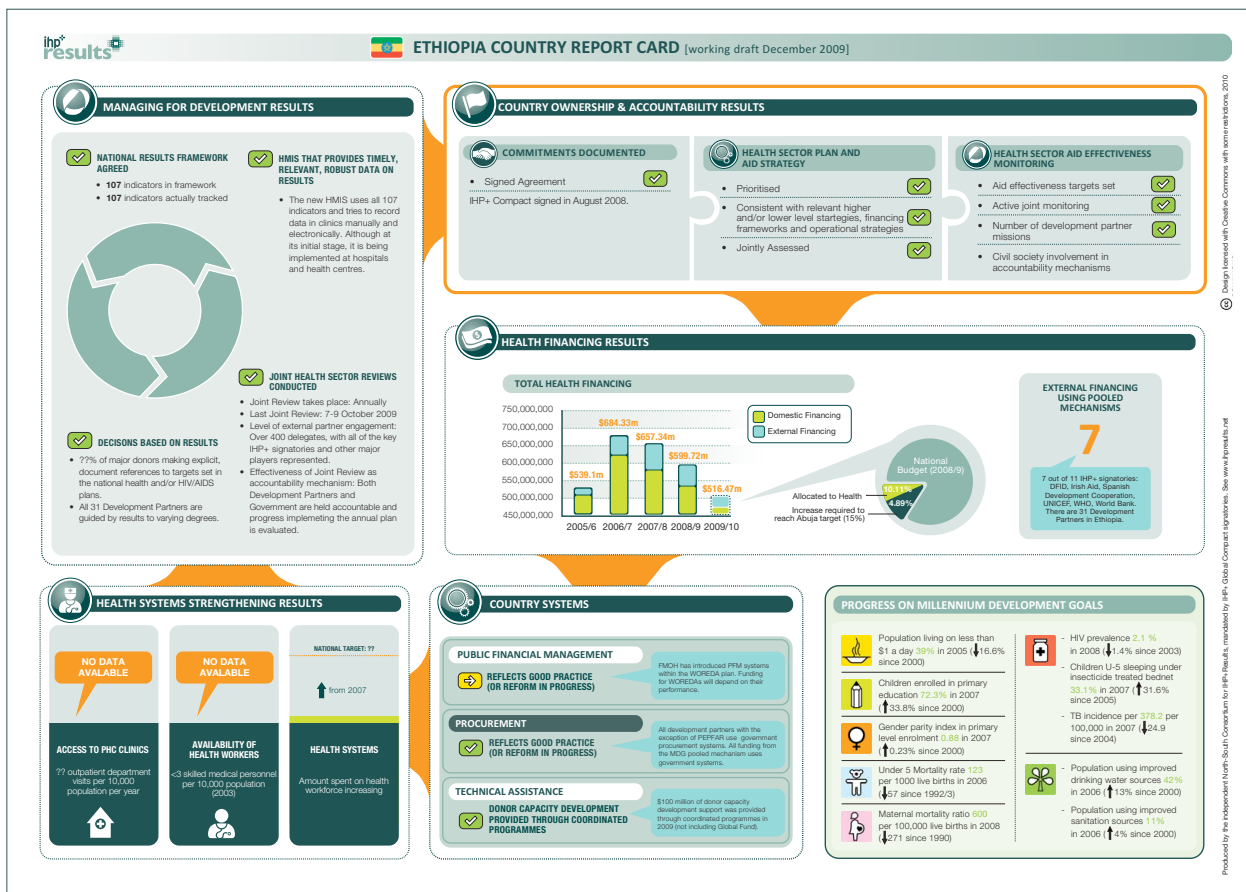 ihp+
results
ETHIOPIA COUNTRY REPORT CARD [working draft December 2009]
MANAGING FOR DEVELOPMENT RESULTS
NATIONAL RESULTS FRAMEWORK
AGREED
• 107 indicators in framework
• 107 indicators actually tracked
HMIS THAT PROVIDES TIMELY,
RELEVANT, ROBUST DATA ON
RESULTS
• The new HMIS uses all 107
indicators and tries to record
data in clinics manually and
electronically. Although at
its initial stage, it is being
implemented at hospitals
and health centres.
JOINT HEALTH SECTOR REVIEWS
CONDUCTED
• Joint Review takes place: Annually
• Last Joint Review: 7-9 October 2009
• Level of external partner engagement:
Over 400 delegates, with all of the key
IHP+ signatories and other major
players represented.
• Effectiveness of Joint Review as
accountability mechanism: Both
Development Partners and
Government are held accountable and
progress implemeting the annual plan
is evaluated.
DECISONS BASED ON RESULTS
• ??% of major donors making explicit,
document references to targets set in
the national health and/or HIV/AIDS
plans.
• All 31 Development Partners are
guided by results to varying degrees.
COUNTRY OWNERSHIP & ACCOUNTABILITY RESULTS
COMMITMENTS DOCUMENTED
• Signed Agreement
IHP+ Compact signed in August 2008.
HEALTH SECTOR PLAN AND
AID STRATEGY
• Prioritised
• Consistent with relevant higher
and/or lower level startegies, financing
frameworks and operational strategies
• Jointly Assessed
HEALTH SECTOR AID EFFECTIVENESS
MONITORING
• Aid effectiveness targets set
• Active joint monitoring
• Number of development partner
missions
• Civil society involvement in
accountability mechanisms
HEALTH FINANCING RESULTS
TOTAL HEALTH FINANCING
750,000,000
700,000,000
650,000,000
600,000,000
550,000,000
500,000,000
450,000,000
$539.1m
$684.33m
$657.34m
$599.72m
$516.47m
2005/6 2006/7 2007/8 2008/9 2009/10
Domestic Financing
External Financing
National
Budget (2008/9)
10.11%
4.89%
Allocated to Health
Increase required to
reach Abuja target (15%)
EXTERNAL FINANCING
USING POOLED
MECHANISMS
7
7 out of 11 IHP+ signatories:
DFID, Irish Aid, Spanish
Development Cooperation,
UNICEF, WHO, World Bank.
There are 31 Development
Partners in Ethiopia.
HEALTH SYSTEMS STRENGTHENING RESULTS
NO DATA
AVALABLE
ACCESS TO PHC CLINICS
?? outpatient department
visits per 10,000
population per year
NO DATA
AVALABLE
AVAILABILITY OF
HEALTH WORKERS
<3 skilled medical personnel
per 10,000 population
(2003)
NATIONAL TARGET: ??
from 2007
HEALTH SYSTEMS
Amount spent on health
workforce increasing
COUNTRY SYSTEMS
PUBLIC FINANCIAL MANAGEMENT
REFLECTS GOOD PRACTICE
(OR REFORM IN PROGRESS)
FMOH has introduced PFM systems
within the WOREDA plan. Funding
for WOREDAs will depend on their
performance.
PROCUREMENT
REFLECTS GOOD PRACTICE
(OR REFORM IN PROGRESS)
All development partners with the
exception of PEPFAR use government
procurement systems. All funding from
the MDG pooled mechanism uses
government systems.
TECHNICAL ASSISTANCE
DONOR CAPACITY DEVELOPMENT
PROVIDED THROUGH COORDINATED
PROGRAMMES
$100 million of donor capacity
development support was provided
through coordinated programmes in
2009 (not including Global Fund).
PROGRESS ON MILLENNIUM DEVELOPMENT GOALS
Population living on less than
$1 a day 39% in 2005 (↓16.6%
since 2000)
Children enrolled in primary
education 72.3% in 2007
(↑33.8% since 2000)
Gender parity index in primary
level enrolment 0.88 in 2007
(↑0.23% since 2000)
Under 5 Mortality rate 123
per 1000 live births in 2006
(↓57 since 1992/3)
Maternal mortality ratio 600
per 100,000 live births in 2008
(↓271 since 1990)
- HIV prevalence 2.1 %
in 2008 (↓1.4% since 2003)
- Children U-5 sleeping under
insecticide treated bednet
33.1% in 2007 (↑31.6%
since 2005)
- TB incidence per 378.2 per
100,000 in 2007 (↓24.9
since 2004)
- Population using improved
drinking water sources 42%
in 2006 (↑13% since 2000)
- Population using improved
sanitation sources 11%
in 2006 (↑4% since 2000)
cc Design licensed with Creative Commons with some restrictions, 2010
Produced by the independent North-South Consortium for IHP+Results, mandated by IHP+ Global Compact signatories. See www.ihpresults.net